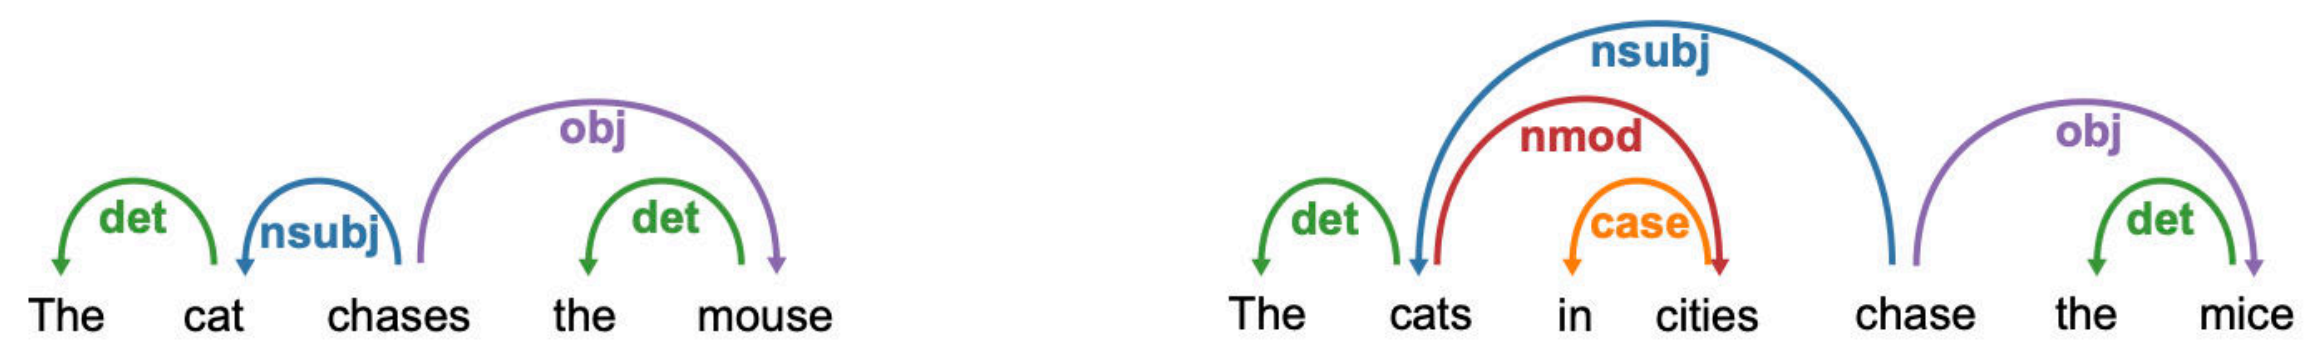 nsubj
obj
nmod
obj
det
nsubj
det
det
case
det
The cat chases the mouse
The cats in cities chase the mice